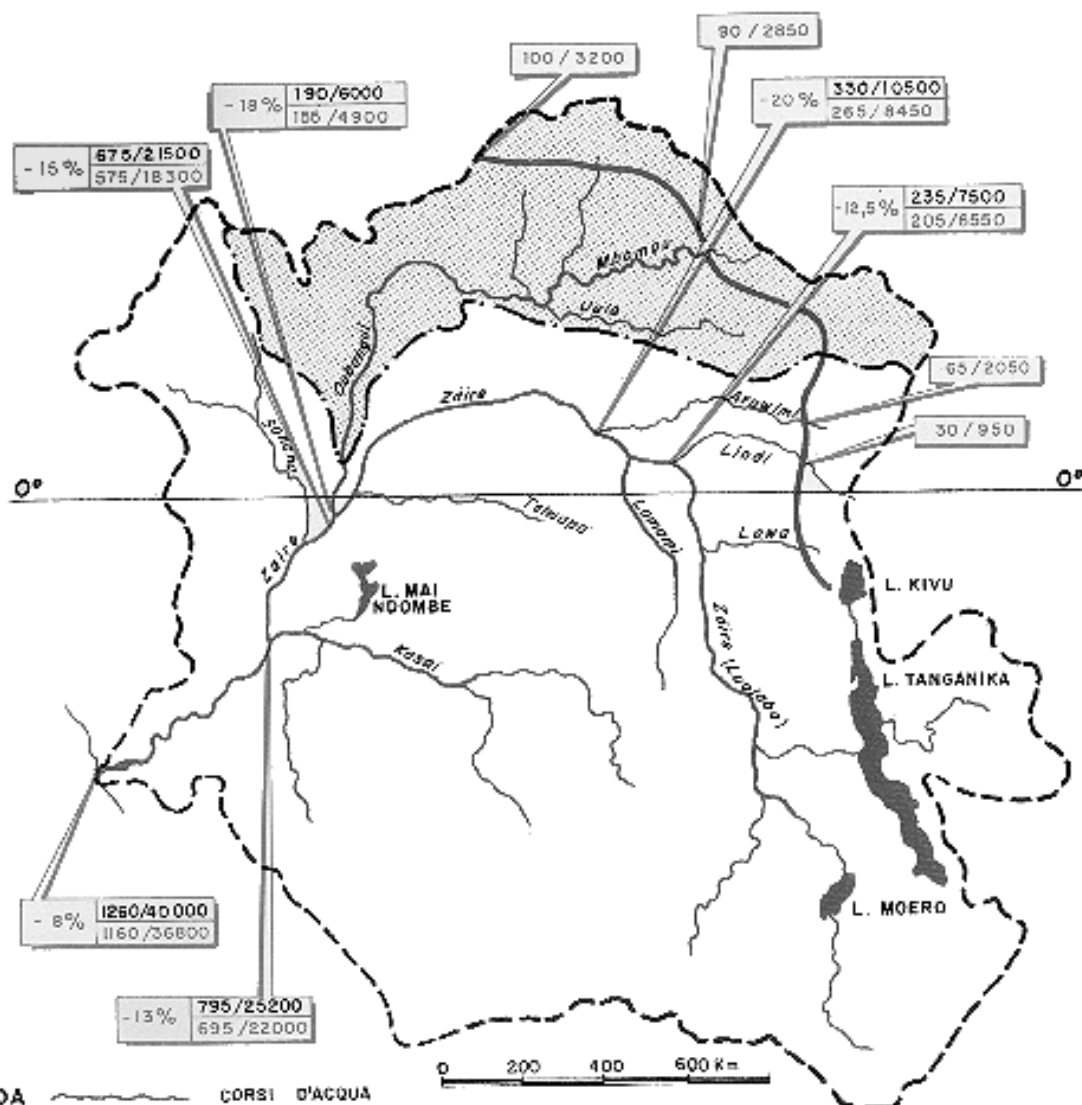 90 / 2850
100 / 3200
-18% 190/6000
155/4900
-20% 330/10500
265/8450
-15% 675/21500
575/18300
-12,5% 235/7500
205/6550
Mbomou
Uele
Oubangui
65/2050
Zaire
Aruwimi
30/950
Sangha
Lindi
0° 0°
Tshuapa
Lomami
Lowa
Zaire
L. MAI
NDOMBE
L. KIVU
Kasai
Zaire (Lualaba)
L. TANGANIKA
-8% 1260/40000
1160/36800
L. MOERO
-13% 795/25200
695/22000
0 200 400 600 Km
DA CORSI D'ACQUA